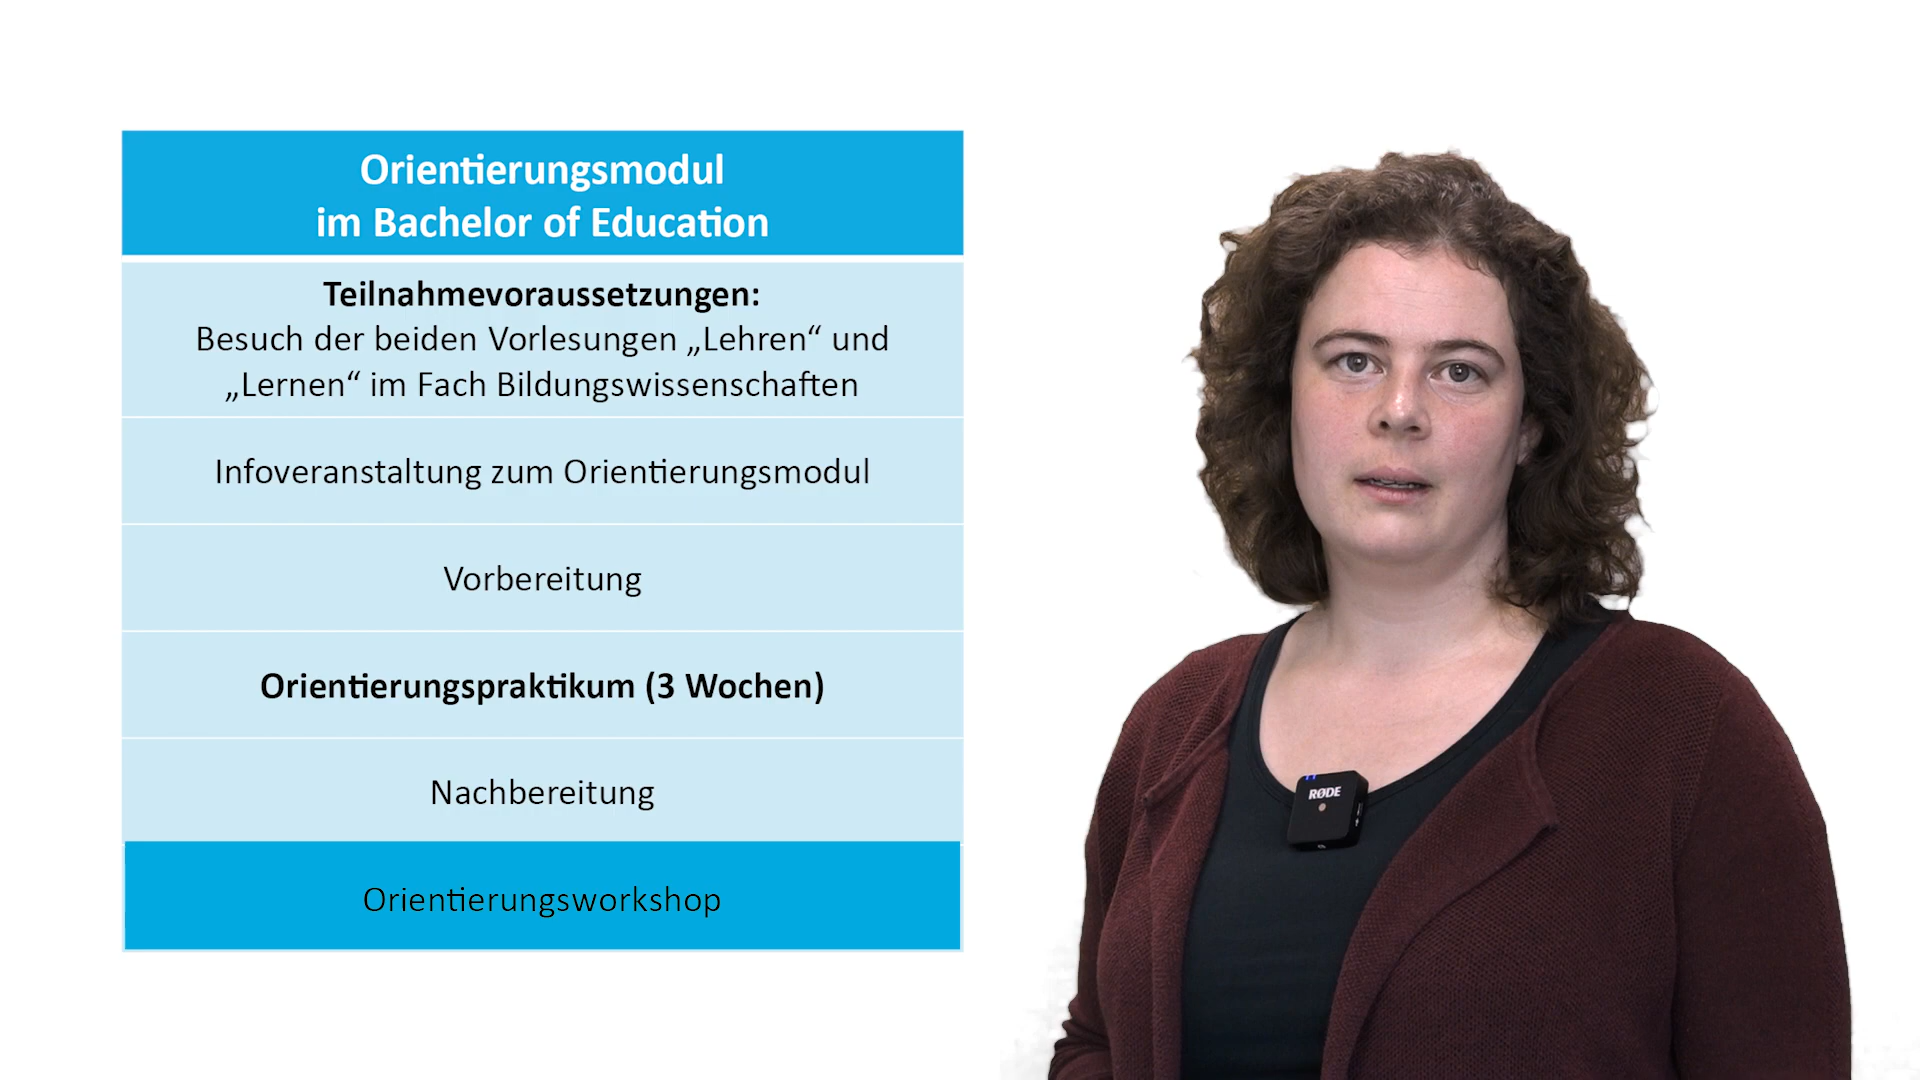 Orientierungsmodul
im Bachelor of Education
Teilnahmevoraussetzungen:
Besuch der beiden Vorlesungen „Lehren“ und
„Lernen“ im Fach Bildungswissenschaften
Infoveranstaltung zum Orientierungsmodul
Vorbereitung
Orientierungspraktikum (3 Wochen)
Nachbereitung
Orientierungsworkshop
RØDE